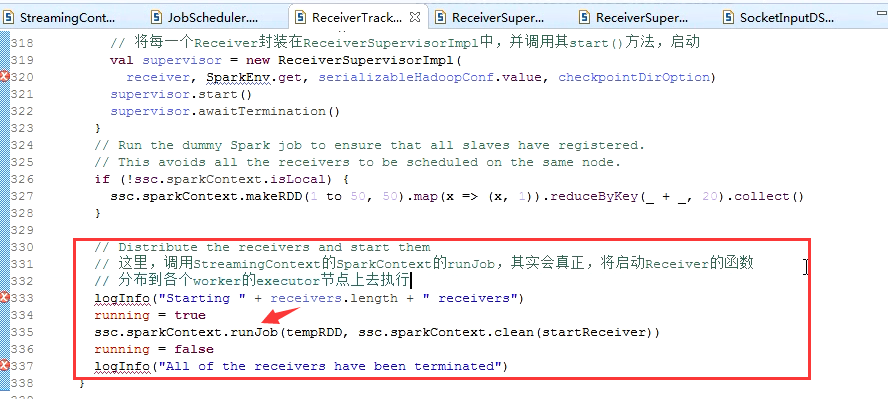 StreamingCont... JobScheduler.... ReceiverTrack... ReceiverSuper... ReceiverSuper... SocketInputDS...
318 // 将每一个Receiver封装在ReceiverSupervisorImpl中，并调用其start()方法，启动
319 val supervisor = new ReceiverSupervisorImpl(
320 receiver, SparkEnv.get, serializableHadoopConf.value, checkpointDirOption)
321 supervisor.start()
322 supervisor.awaitTermination()
323 }
324 // Run the dummy Spark job to ensure that all slaves have registered.
325 // This avoids all the receivers to be scheduled on the same node.
326 if (!ssc.sparkContext.isLocal) {
327 ssc.sparkContext.makeRDD(1 to 50, 50).map(x => (x, 1)).reduceByKey(_ + _, 20).collect()
328 }
329
330 // Distribute the receivers and start them
331 // 这里，调用StreamingContext的SparkContext的runJob，其实会真正，将启动Receiver的函数
332 // 分布到各个worker的executor节点上去执行
333 logInfo("Starting " + receivers.length + " receivers")
334 running = true
335 ssc.sparkContext.runJob(tempRDD, ssc.sparkContext.clean(startReceiver))
336 running = false
337 logInfo("All of the receivers have been terminated")
338 }